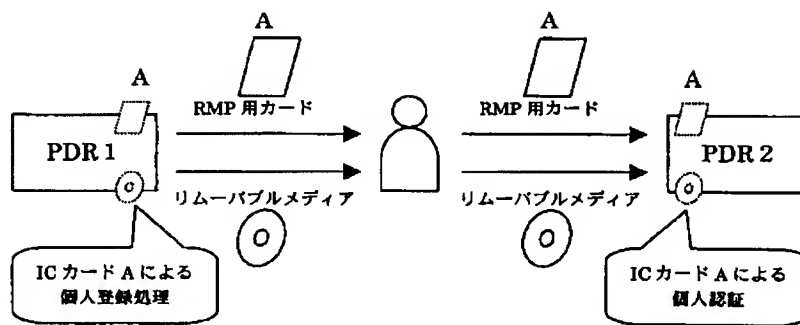 A
A
RMP 用カード
PDR 1
リムーバブルメディア
IC カード A による
個人登録処理
A
A
RMP 用カード
PDR 2
リムーバブルメディア
IC カード A による
個人認証